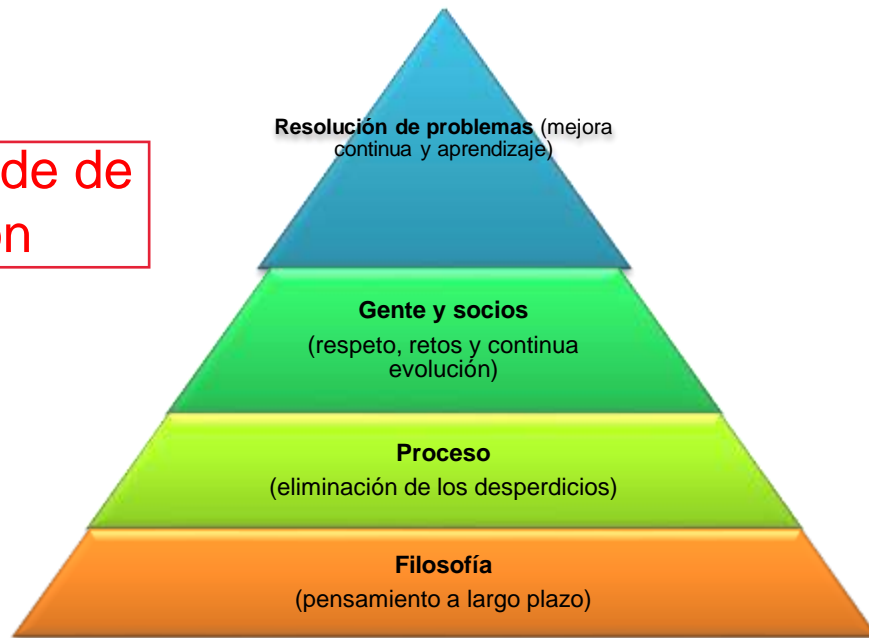 de de
n
Resolución de problemas (mejora
continua y aprendizaje)
Gente y socios
(respeto, retos y continua
evolución)
Proceso
(eliminación de los desperdicios)
Filosofía
(pensamiento a largo plazo)